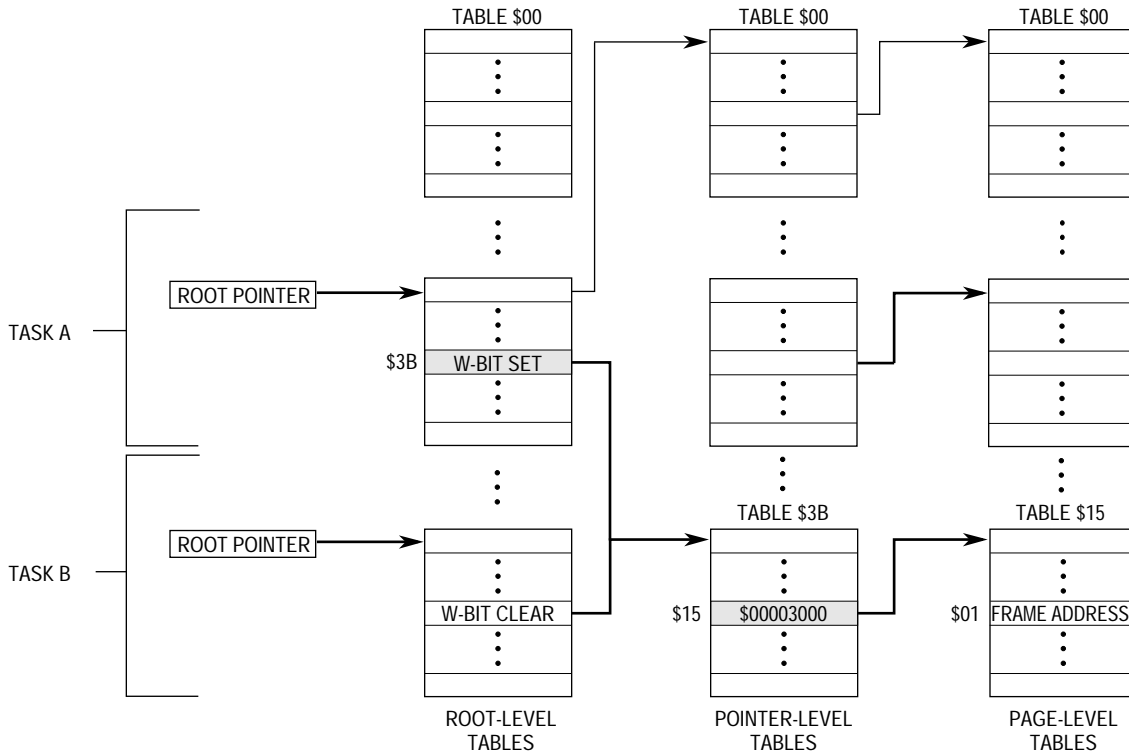 TABLE $00
TABLE $00
TABLE $00
TASK A
ROOT POINTER
$3B
W-BIT SET
TASK B
ROOT POINTER
W-BIT CLEAR
TABLE $3B
$15
$00003000
TABLE $15
$01
FRAME ADDRESS
ROOT-LEVEL
TABLES
POINTER-LEVEL
TABLES
PAGE-LEVEL
TABLES